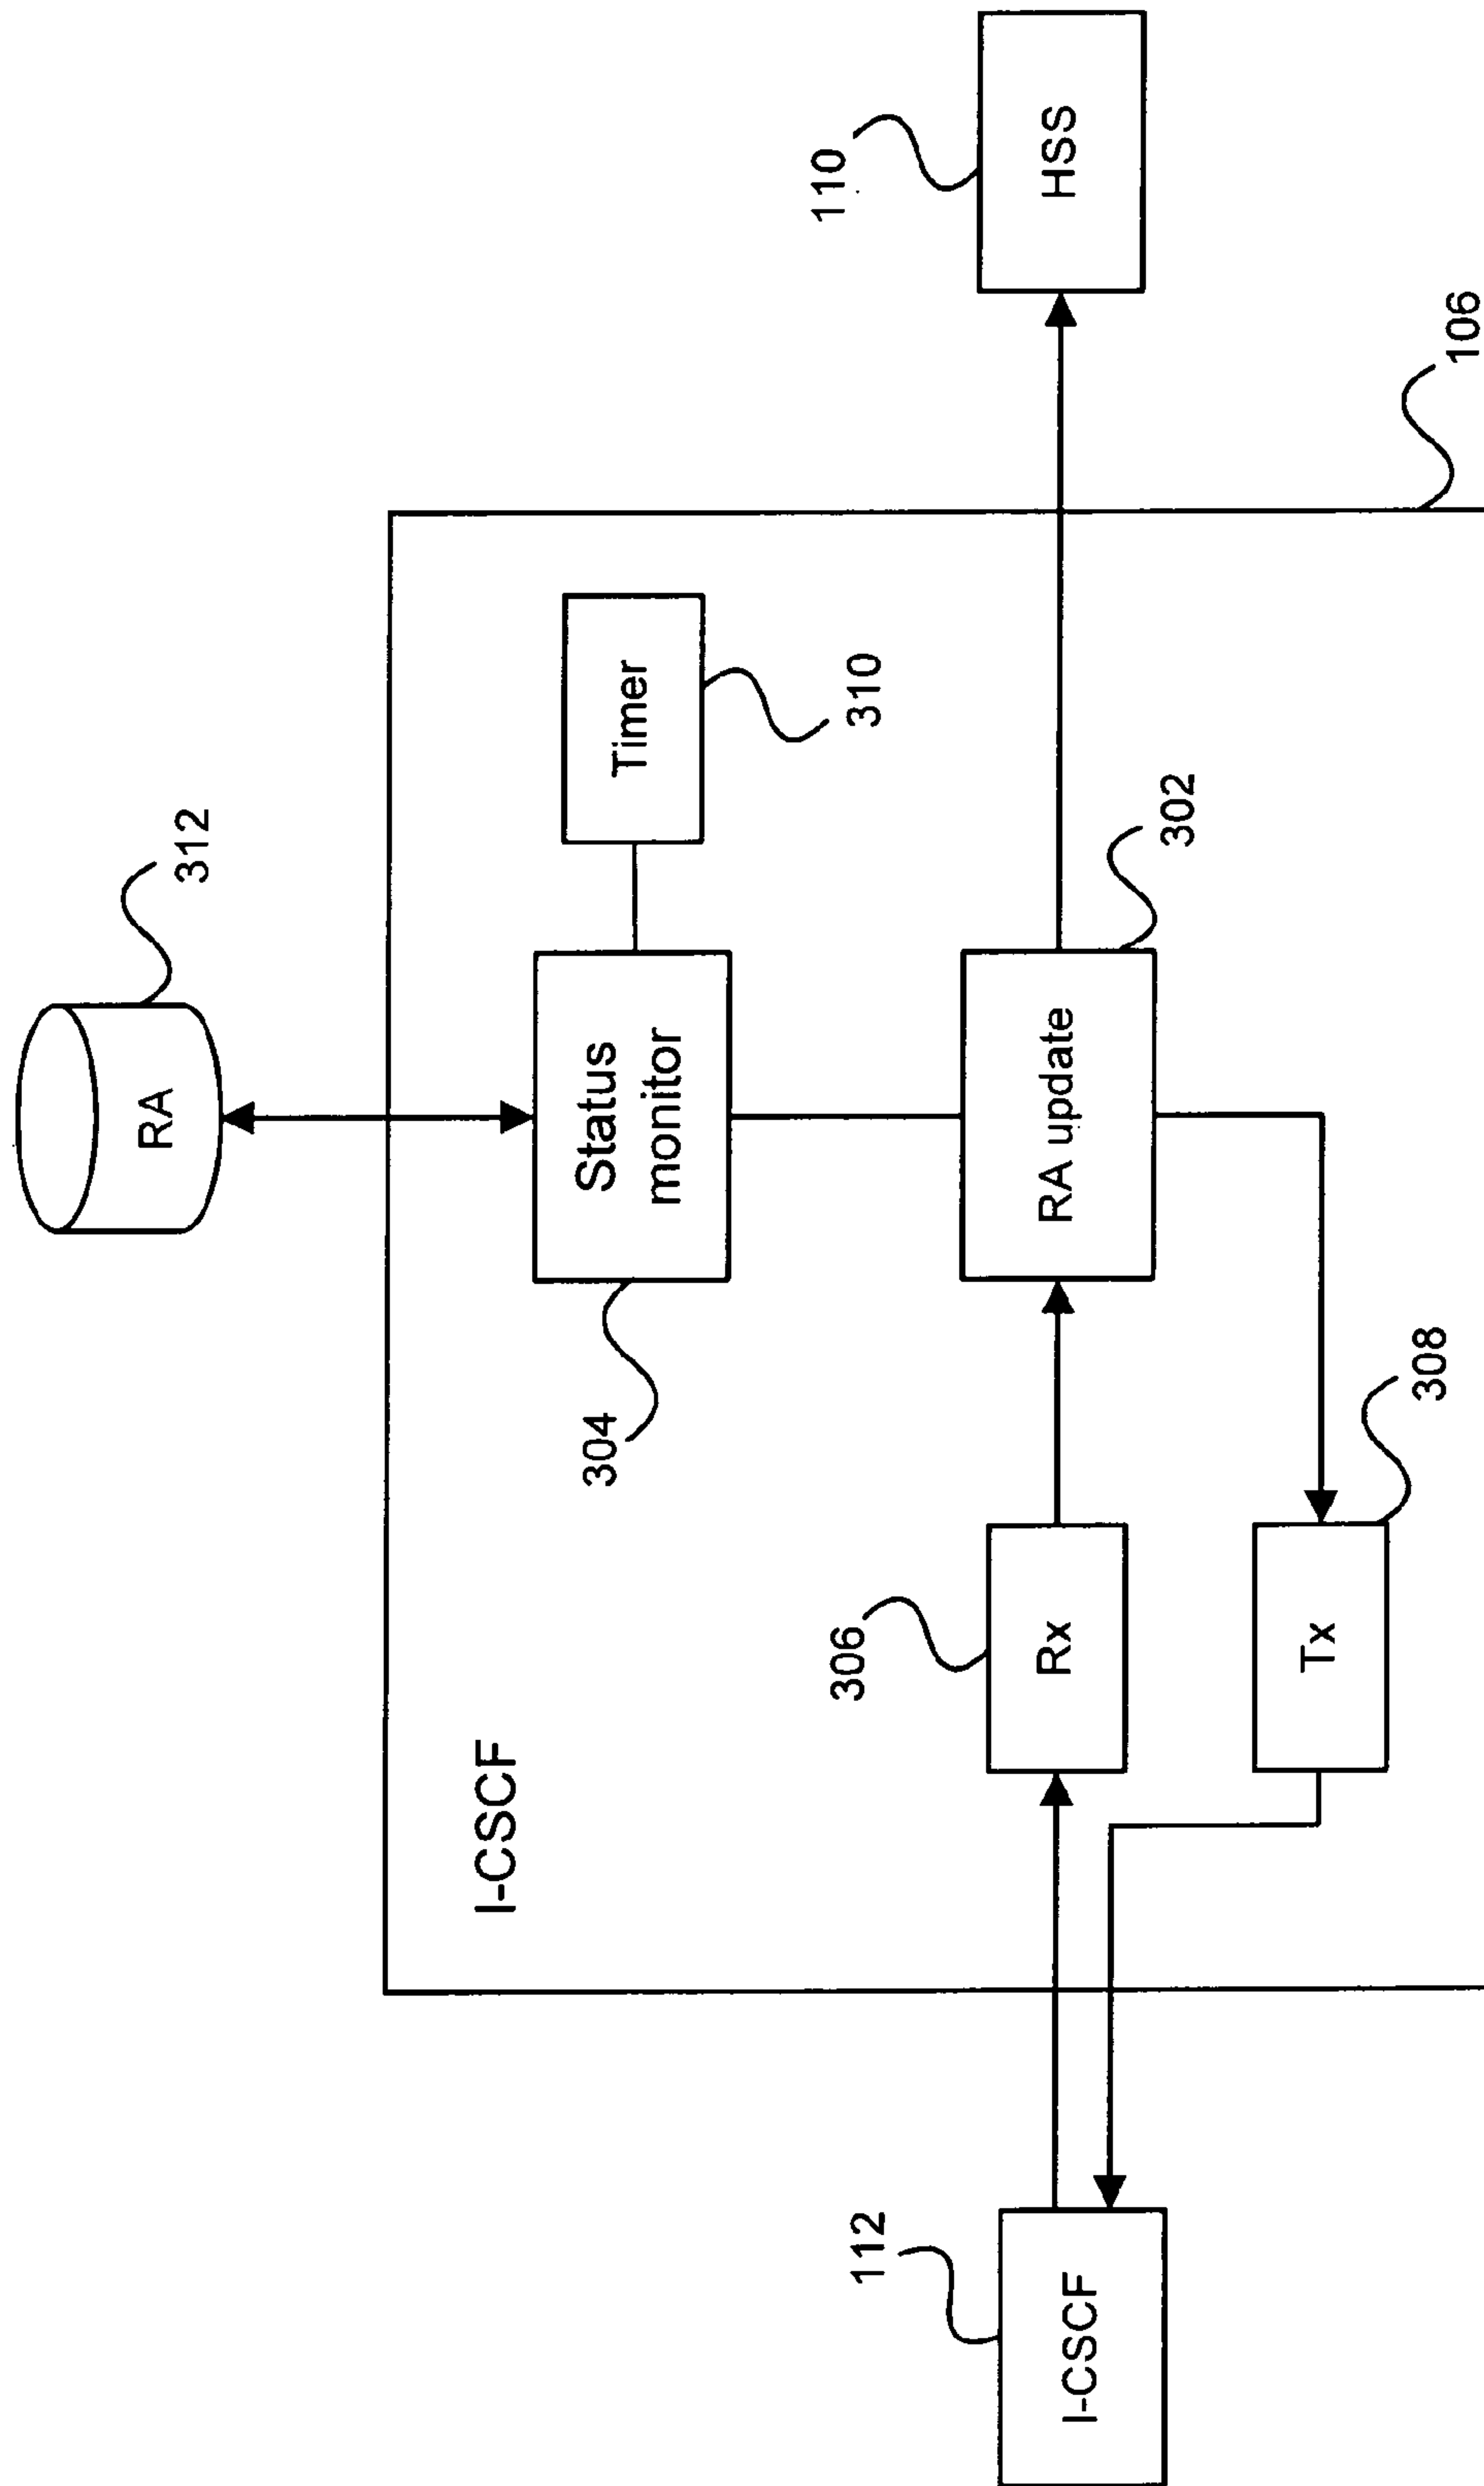 RA
312
I-CSCF
Status
monitor
304
Timer
310
110
HSS
106
112
I-CSCF
306
Rx
RA update
302
Tx
308